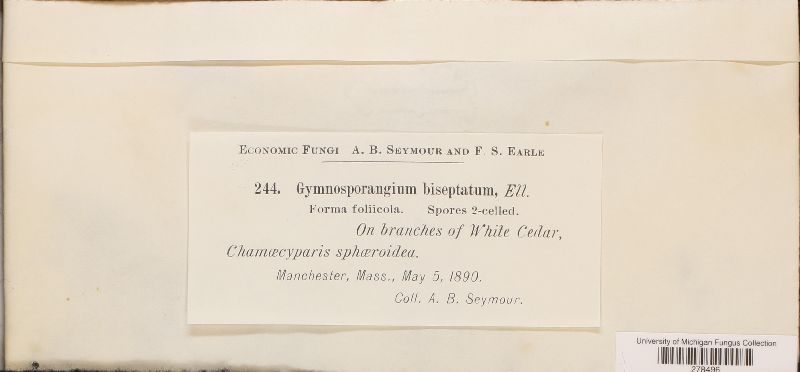 Economic Fungi A. B. Seymour and F. S. Earle
244. Gymnosporangium biseptatum, Ell.
Forma foliicola. Spores 2-celled.
On branches of White Cedar,
Chamæcyparis sphæroidea.
Manchester, Mass., May 5, 1890.
Coll. A. B. Seymour.
University of Michigan Fungus Collection
278496